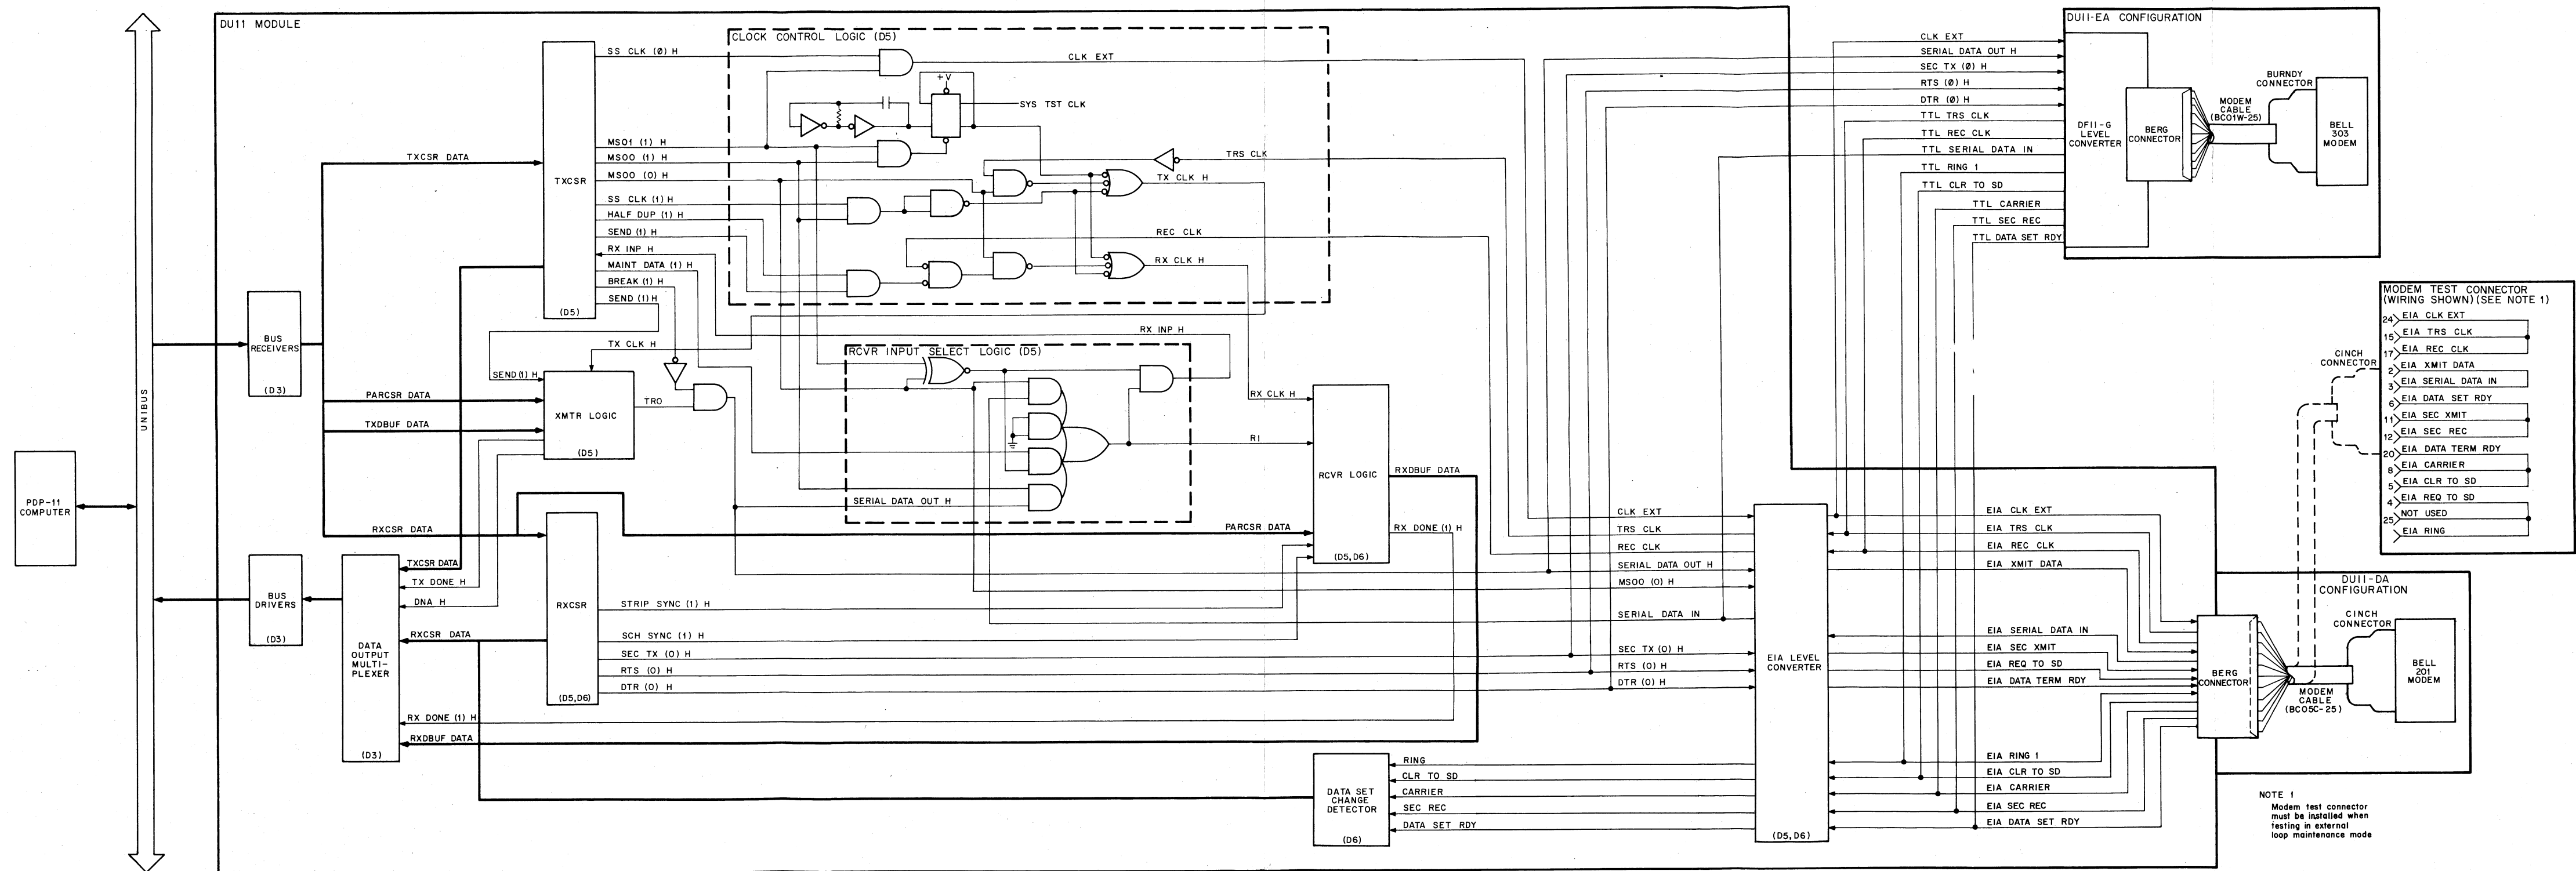 DU11 MODULE
UNIBUS
PDP-11
COMPUTER
BUS
RECEIVERS
(D3)
BUS
DRIVERS
(D3)
TXCSR DATA
PARCSR DATA
TXDBUF DATA
RXCSR DATA
TXCSR
(D5)
SS CLK (Ø) H
MS01 (1) H
MS00 (1) H
MS00 (0) H
SS CLK (1) H
HALF DUP (1) H
SEND (1) H
RX INP H
MAINT DATA (1) H
BREAK (1) H
SEND (1) H
CLOCK CONTROL LOGIC (D5)
CLK EXT
+V
SYS TST CLK
TRS CLK
TX CLK H
REC CLK
RX CLK H
RX INP H
TX CLK H
SEND(1) H
XMTR LOGIC
(D5)
TRO
RCVR INPUT SELECT LOGIC (D5)
SERIAL DATA OUT H
RX CLK H
RI
PARCSR DATA
RCVR LOGIC
(D5, D6)
RXDBUF DATA
RX DONE (1) H
TXCSR DATA
TX DONE H
DNA H
RXCSR DATA
RX DONE (1) H
RXDBUF DATA
DATA
OUTPUT
MULTI-
PLEXER
(D3)
RXCSR
(D5,D6)
STRIP SYNC (1) H
SCH SYNC (1) H
SEC TX (0) H
RTS (0) H
DTR (0) H
DATA SET
CHANGE
DETECTOR
(D6)
RING
CLR TO SD
CARRIER
SEC REC
DATA SET RDY
CLK EXT
TRS CLK
REC CLK
SERIAL DATA OUT H
MS00 (0) H
SERIAL DATA IN
SEC TX (0) H
RTS (0) H
DTR (0) H
EIA LEVEL
CONVERTER
(D5, D6)
EIA CLK EXT
EIA TRS CLK
EIA REC CLK
EIA XMIT DATA
EIA SERIAL DATA IN
EIA SEC XMIT
EIA REQ TO SD
EIA DATA TERM RDY
EIA RING 1
EIA CLR TO SD
EIA CARRIER
EIA SEC REC
EIA DATA SET RDY
DU11-EA CONFIGURATION
CLK EXT
SERIAL DATA OUT H
SEC TX (Ø) H
RTS (Ø) H
DTR (Ø) H
TTL TRS CLK
TTL REC CLK
TTL SERIAL DATA IN
TTL RING 1
TTL CLR TO SD
TTL CARRIER
TTL SEC REC
TTL DATA SET RDY
DF11-G
LEVEL
CONVERTER
BERG
CONNECTOR
MODEM
CABLE
(BC01W-25)
BURNDY
CONNECTOR
BELL
303
MODEM
MODEM TEST CONNECTOR
(WIRING SHOWN)(SEE NOTE 1)
24 EIA CLK EXT
15 EIA TRS CLK
17 EIA REC CLK
2 EIA XMIT DATA
3 EIA SERIAL DATA IN
6 EIA DATA SET RDY
11 EIA SEC XMIT
12 EIA SEC REC
20 EIA DATA TERM RDY
8 EIA CARRIER
5 EIA CLR TO SD
4 EIA REQ TO SD
25 NOT USED
EIA RING
CINCH
CONNECTOR
DU11-DA
CONFIGURATION
CINCH
CONNECTOR
BERG
CONNECTOR
MODEM
CABLE
(BC05C-25)
BELL
201
MODEM
NOTE 1
Modem test connector
must be installed when
testing in external
loop maintenance mode